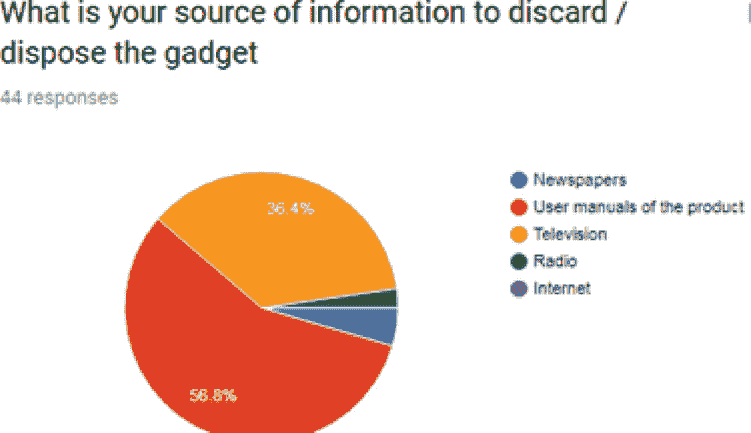 What is your source of information to discard /
dispose the gadget
44 responses
36.4%
56.8%
Newspapers
User manuals of the product
Television
Radio
Internet